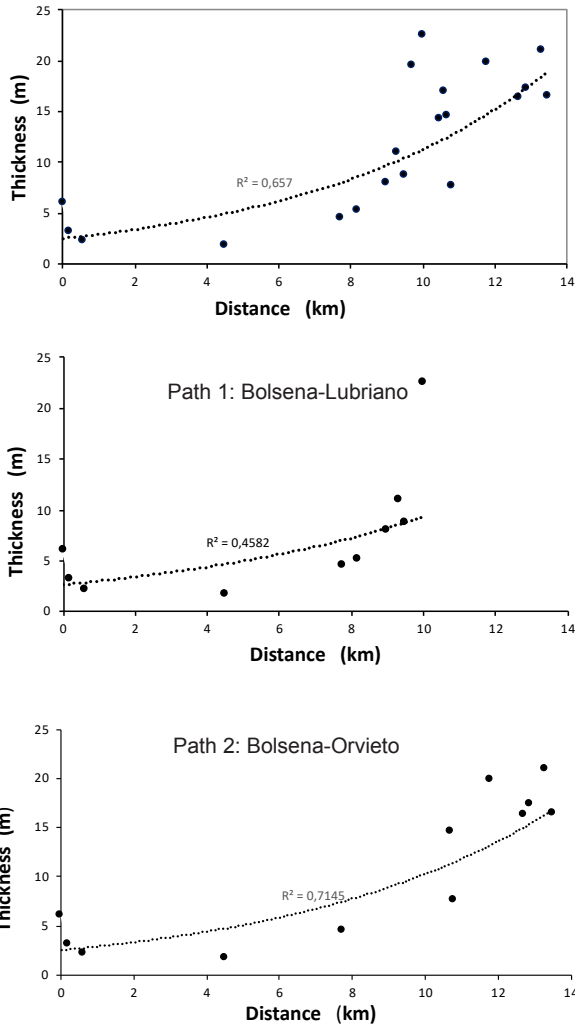 25
20
15
10
5
0
Thickness (m)
R² = 0,657
0 2 4 6 8 10 12 14
Distance (km)
25
20
15
10
5
0
Thickness (m)
Path 1: Bolsena-Lubriano
R² = 0,4582
0 2 4 6 8 10 12 14
Distance (km)
25
20
15
10
5
0
Thickness (m)
Path 2: Bolsena-Orvieto
R² = 0,7145
0 2 4 6 8 10 12 14
Distance (km)